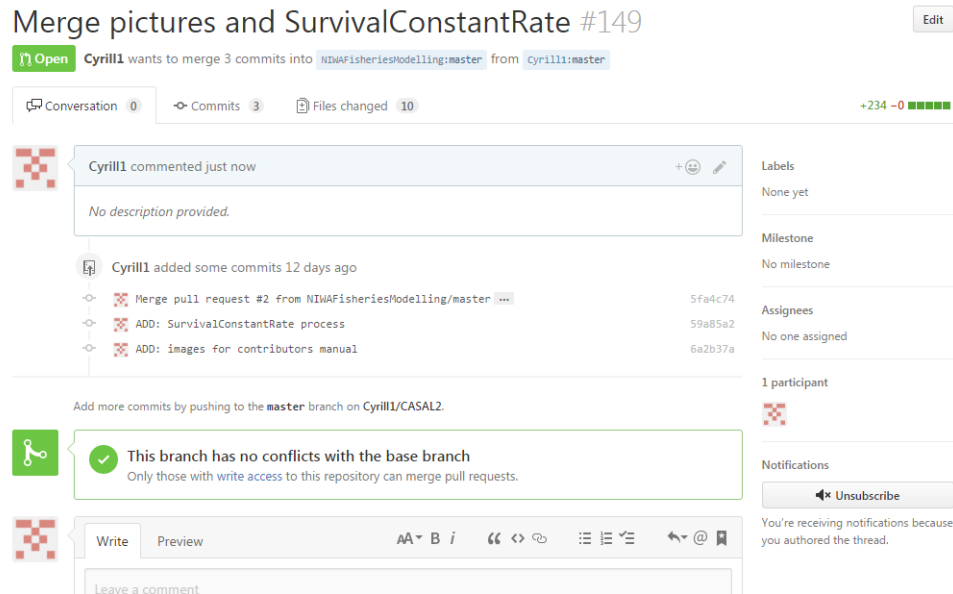 Merge pictures and SurvivalConstantRate #149
Edit
Open Cyrill1 wants to merge 3 commits into NIWAFisheriesModelling:master from Cyrill1:master
Conversation 0 Commits 3 Files changed 10 +234 −0
Cyrill1 commented just now
No description provided.
Cyrill1 added some commits 12 days ago
Merge pull request #2 from NIWAFisheriesModelling/master … 5fa4c74
ADD: SurvivalConstantRate process 59a85a2
ADD: images for contributors manual 6a2b37a
Add more commits by pushing to the master branch on Cyrill1/CASAL2.
This branch has no conflicts with the base branch
Only those with write access to this repository can merge pull requests.
Write Preview
AA B i
Leave a comment
Labels
None yet
Milestone
No milestone
Assignees
No one assigned
1 participant
Notifications
Unsubscribe
You're receiving notifications because
you authored the thread.